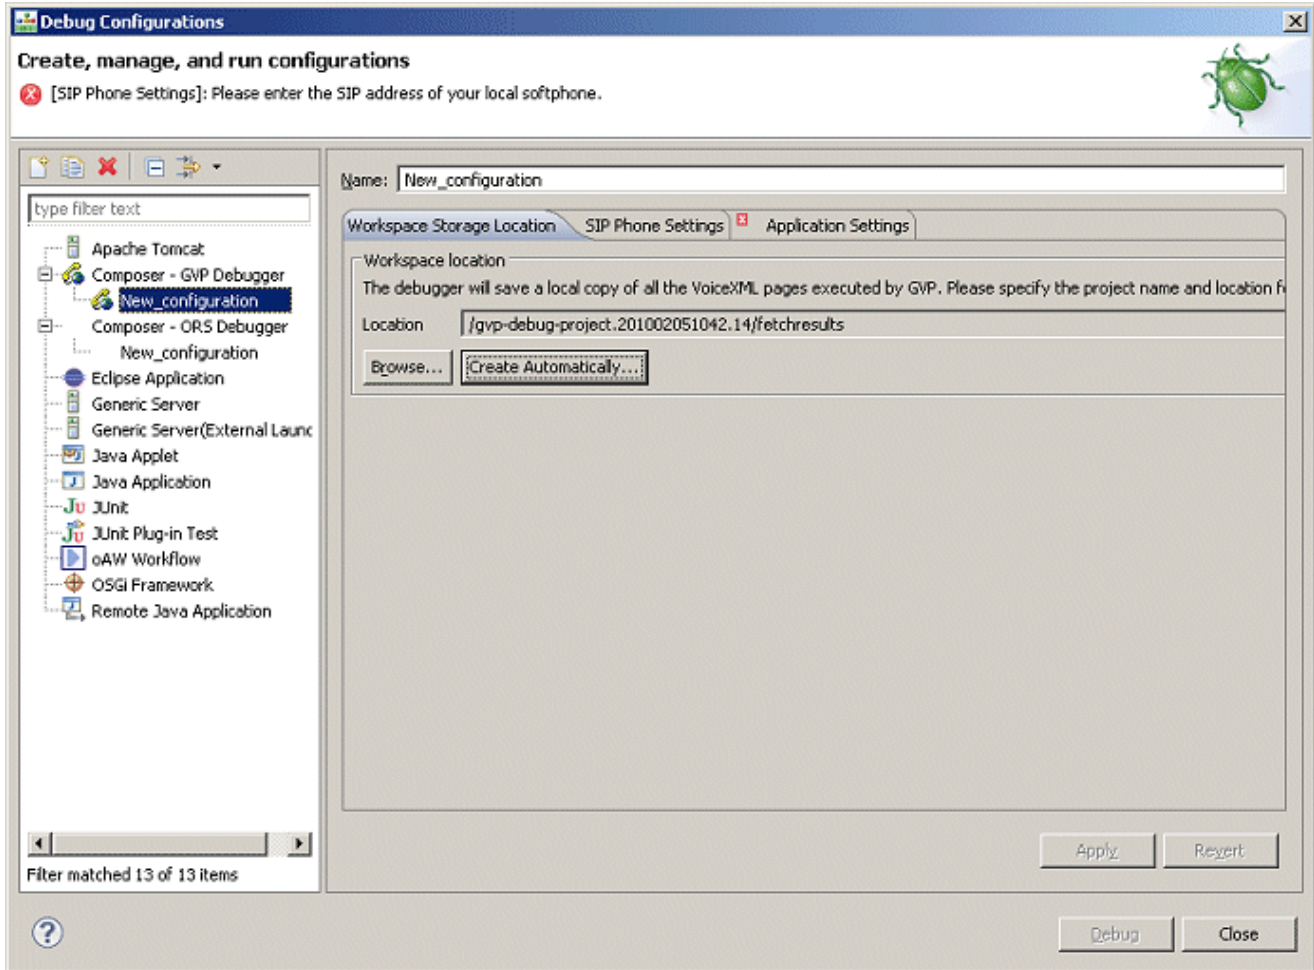 Debug Configurations
Create, manage, and run configurations
[SIP Phone Settings]: Please enter the SIP address of your local softphone.
type filter text
Apache Tomcat
Composer - GVP Debugger
New_configuration
Composer - ORS Debugger
New_configuration
Eclipse Application
Generic Server
Generic Server(External Launc
Java Applet
Java Application
JUnit
JUnit Plug-in Test
oAW Workflow
OSGi Framework
Remote Java Application
Filter matched 13 of 13 items
Name: New_configuration
Workspace Storage Location SIP Phone Settings Application Settings
Workspace location
The debugger will save a local copy of all the VoiceXML pages executed by GVP. Please specify the project name and location f
Location /gvp-debug-project.201002051042.14/fetchresults
Browse... Create Automatically...
Apply Revert
Debug Close